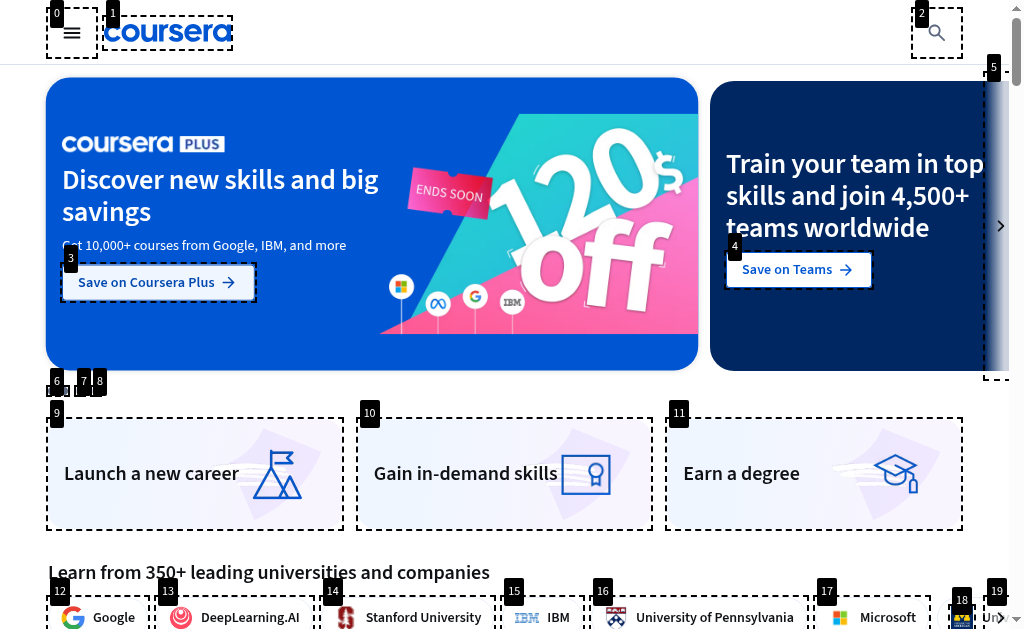 0
1
2
coursera
5
coursera PLUS
Discover new skills and big
savings
Get 10,000+ courses from Google, IBM, and more
3
Save on Coursera Plus
ENDS SOON
120$
off
IBM
Train your team in top
skills and join 4,500+
teams worldwide
4
Save on Teams
6
7
8
9
10
11
Launch a new career
Gain in-demand skills
Earn a degree
Learn from 350+ leading universities and companies
12
13
14
15
16
17
18
19
Google
DeepLearning.AI
Stanford University
IBM IBM
University of Pennsylvania
Microsoft